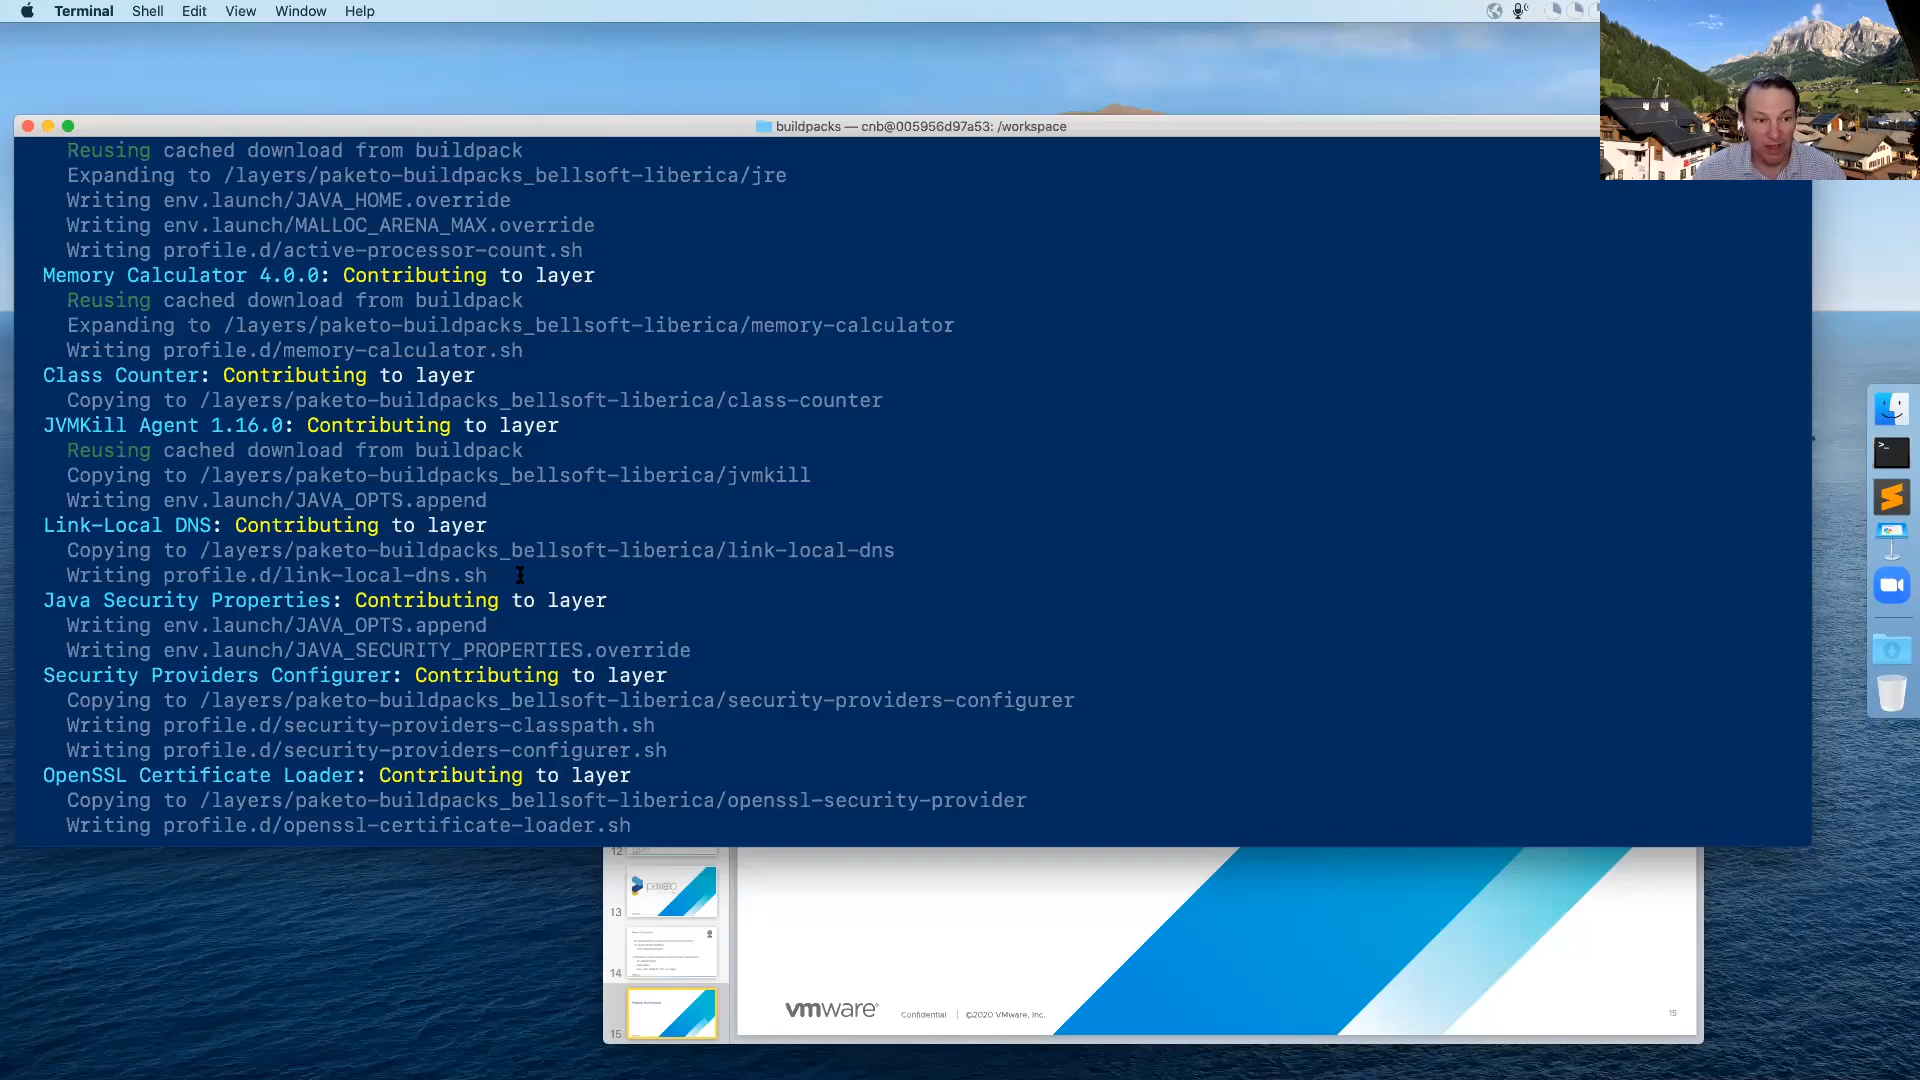 Terminal Shell Edit View Window Help
buildpacks — cnb@005956d97a53: /workspace
Reusing cached download from buildpack
Expanding to /layers/paketo-buildpacks_bellsoft-liberica/jre
Writing env.launch/JAVA_HOME.override
Writing env.launch/MALLOC_ARENA_MAX.override
Writing profile.d/active-processor-count.sh
Memory Calculator 4.0.0: Contributing to layer
Reusing cached download from buildpack
Expanding to /layers/paketo-buildpacks_bellsoft-liberica/memory-calculator
Writing profile.d/memory-calculator.sh
Class Counter: Contributing to layer
Copying to /layers/paketo-buildpacks_bellsoft-liberica/class-counter
JVMKill Agent 1.16.0: Contributing to layer
Reusing cached download from buildpack
Copying to /layers/paketo-buildpacks_bellsoft-liberica/jvmkill
Writing env.launch/JAVA_OPTS.append
Link-Local DNS: Contributing to layer
Copying to /layers/paketo-buildpacks_bellsoft-liberica/link-local-dns
Writing profile.d/link-local-dns.sh
Java Security Properties: Contributing to layer
Writing env.launch/JAVA_OPTS.append
Writing env.launch/JAVA_SECURITY_PROPERTIES.override
Security Providers Configurer: Contributing to layer
Copying to /layers/paketo-buildpacks_bellsoft-liberica/security-providers-configurer
Writing profile.d/security-providers-classpath.sh
Writing profile.d/security-providers-configurer.sh
OpenSSL Certificate Loader: Contributing to layer
Copying to /layers/paketo-buildpacks_bellsoft-liberica/openssl-security-provider
Writing profile.d/openssl-certificate-loader.sh
12
paketo
13
14
15
vmware
Confidential | ©2020 VMware, Inc.
15